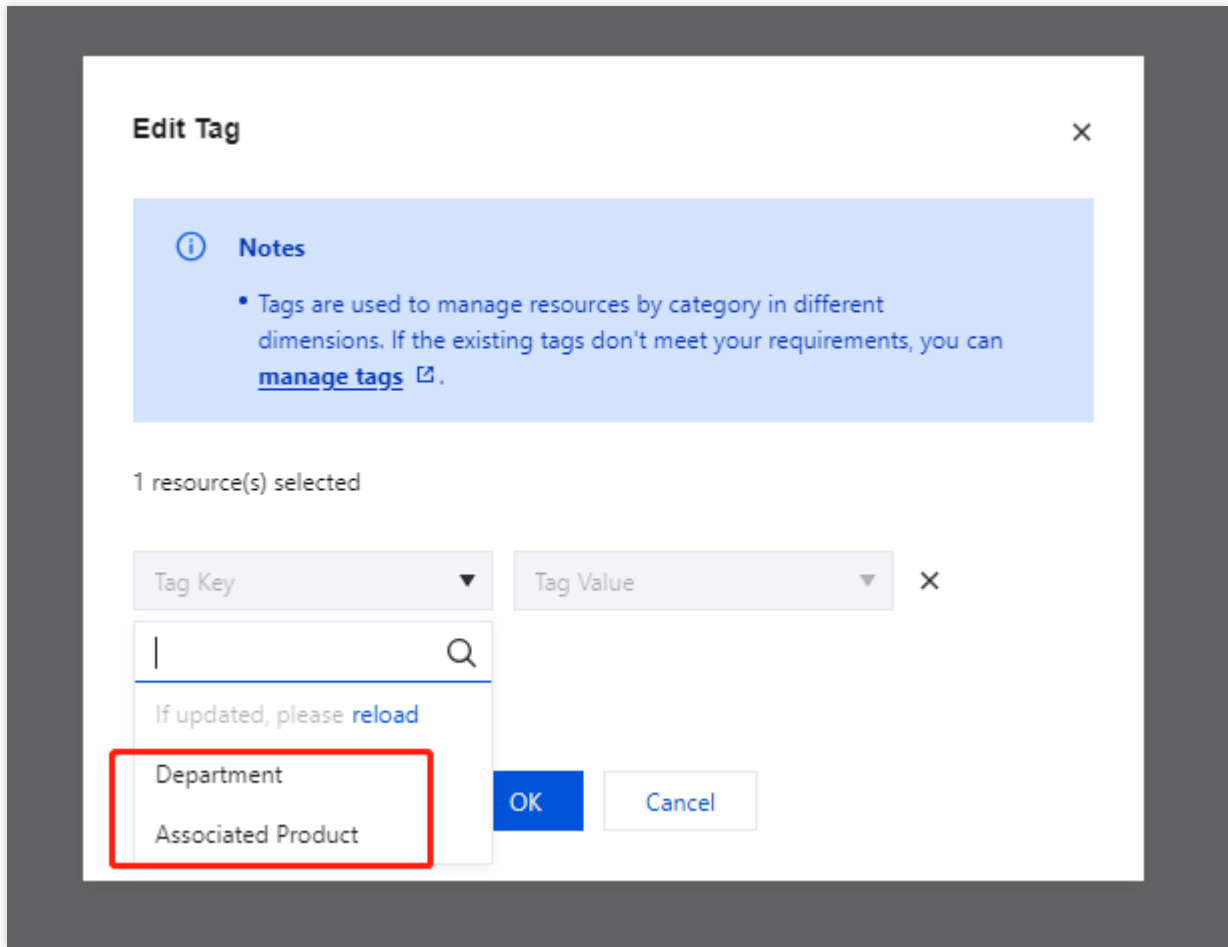 Edit Tag
Notes
• Tags are used to manage resources by category in different
dimensions. If the existing tags don't meet your requirements, you can
manage tags .
1 resource(s) selected
Tag Key
Tag Value
If updated, please reload
Department
Associated Product
OK
Cancel